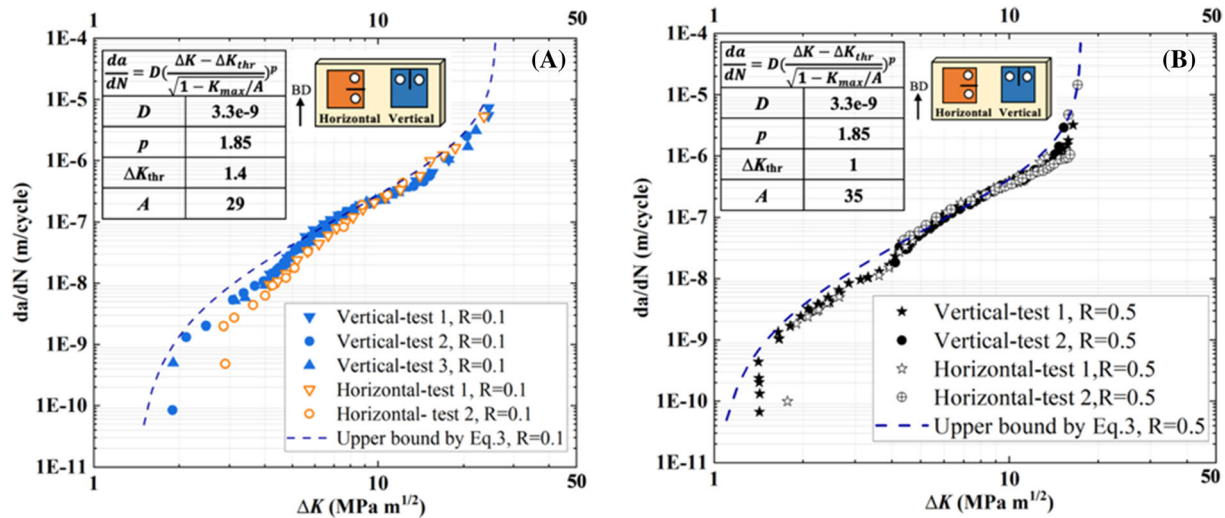 1 10 50
1E-4
1E-5
1E-6
1E-7
1E-8
1E-9
1E-10
1E-11
da/dN (m/cycle)
(A)
da/dN = D(ΔK − ΔK_thr / √(1 − K_max/A))^p
D 3.3e-9
p 1.85
ΔK_thr 1.4
A 29
BD
Horizontal Vertical
Vertical-test 1, R=0.1
Vertical-test 2, R=0.1
Vertical-test 3, R=0.1
Horizontal-test 1, R=0.1
Horizontal- test 2, R=0.1
Upper bound by Eq.3, R=0.1
1 10 50
ΔK (MPa m^1/2)
1 10 50
1E-4
1E-5
1E-6
1E-7
1E-8
1E-9
1E-10
1E-11
da/dN (m/cycle)
(B)
da/dN = D(ΔK − ΔK_thr / √(1 − K_max/A))^p
D 3.3e-9
p 1.85
ΔK_thr 1
A 35
BD
Horizontal Vertical
Vertical-test 1, R=0.5
Vertical-test 2, R=0.5
Horizontal-test 1,R=0.5
Horizontal-test 2,R=0.5
Upper bound by Eq.3, R=0.5
1 10 50
ΔK (MPa m^1/2)